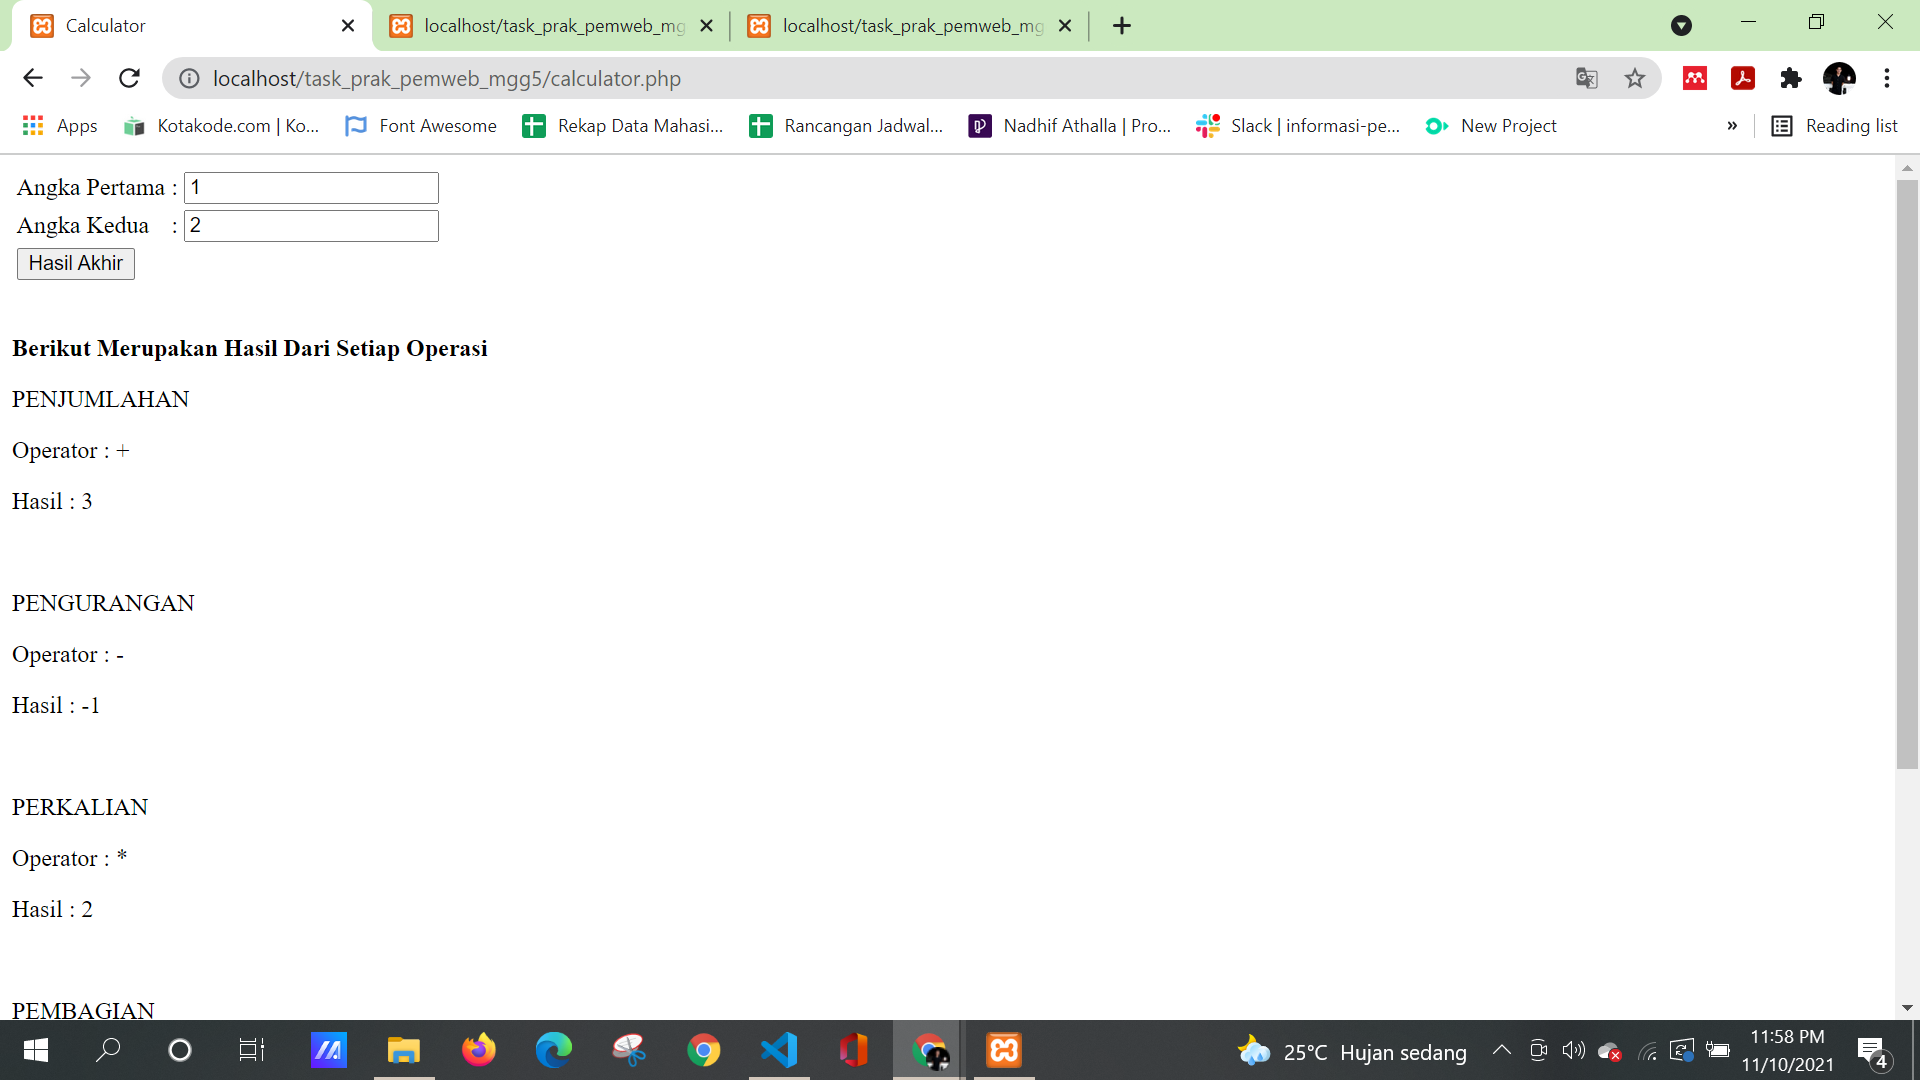 Calculator
localhost/task_prak_pemweb_mg
localhost/task_prak_pemweb_mg
localhost/task_prak_pemweb_mgg5/calculator.php
Apps
Kotakode.com | Ko...
Font Awesome
Rekap Data Mahasi...
Rancangan Jadwal...
Nadhif Athalla | Pro...
Slack | informasi-pe...
New Project
»
Reading list
Angka Pertama : 1
Angka Kedua : 2
Hasil Akhir
Berikut Merupakan Hasil Dari Setiap Operasi
PENJUMLAHAN
Operator : +
Hasil : 3
PENGURANGAN
Operator : -
Hasil : -1
PERKALIAN
Operator : *
Hasil : 2
PEMBAGIAN
25°C Hujan sedang
11:58 PM
11/10/2021
4